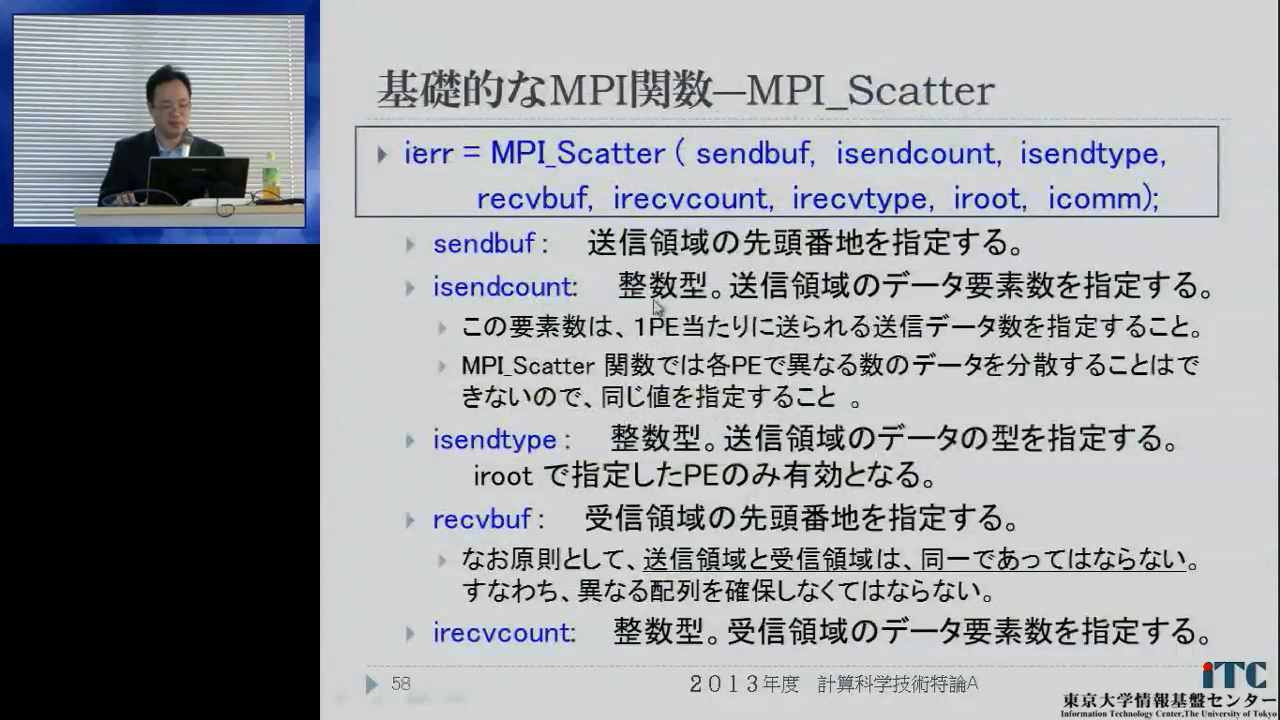 基礎的なMPI関数―MPI_Scatter
ierr = MPI_Scatter ( sendbuf, isendcount, isendtype,
recvbuf, irecvcount, irecvtype, iroot, icomm);
sendbuf : 送信領域の先頭番地を指定する。
isendcount: 整数型。送信領域のデータ要素数を指定する。
この要素数は、1PE当たりに送られる送信データ数を指定すること。
MPI_Scatter 関数では各PEで異なる数のデータを分散することはで
きないので、同じ値を指定すること 。
isendtype : 整数型。送信領域のデータの型を指定する。
iroot で指定したPEのみ有効となる。
recvbuf : 受信領域の先頭番地を指定する。
なお原則として、送信領域と受信領域は、同一であってはならない。
すなわち、異なる配列を確保しなくてはならない。
irecvcount: 整数型。受信領域のデータ要素数を指定する。
58 2013年度 計算科学技術特論A
iTC
東京大学情報基盤センター
Information Technology Center,The University of Tokyo